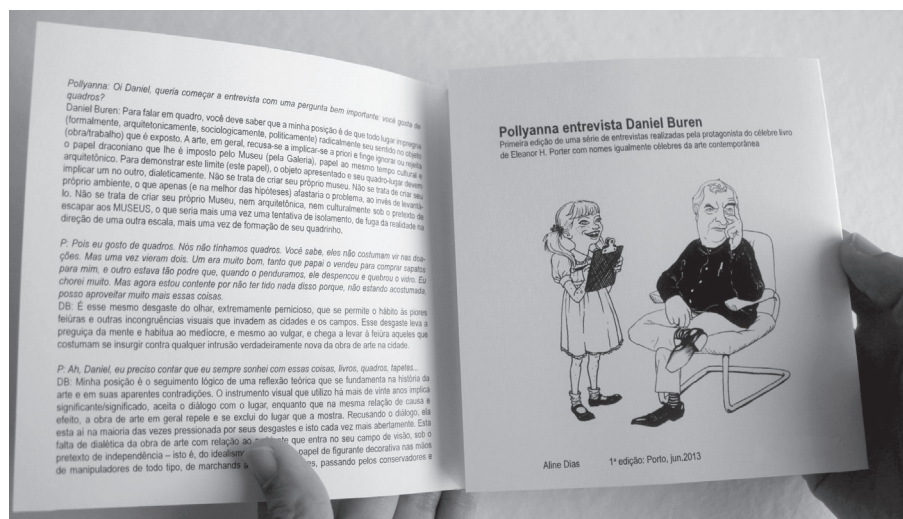 Pollyanna: Oi Daniel, queria começar a entrevista com uma pergunta bem importante: você gosta de
quadros?
Daniel Buren: Para falar em quadro, você deve saber que a minha posição é de que todo lugar impregna
(formalmente, arquitetonicamente, sociologicamente, politicamente) radicalmente seu sentido no objeto
(obra/trabalho) que é exposto. A arte, em geral, recusa-se a implicar-se a priori e finge ignorar ou rejeita
o papel draconiano que lhe é imposto pelo Museu (pela Galeria), papel ao mesmo tempo cultural e
arquitetônico. Para demonstrar este limite (este papel), o objeto apresentado e seu quadro-lugar devem
implicar um no outro, dialeticamente. Não se trata de criar seu próprio museu. Não se trata de criar seu
próprio ambiente, o que apenas (e na melhor das hipóteses) afastaria o problema, ao invés de levantá-
lo. Não se trata de criar seu próprio Museu, nem arquitetônica, nem culturalmente sob o pretexto de
escapar aos MUSEUS, o que seria mais uma vez uma tentativa de isolamento, de fuga da realidade na
direção de uma outra escala, mais uma vez de formação de seu quadrinho.
P: Pois eu gosto de quadros. Nós não tínhamos quadros. Você sabe, eles não costumam vir nas doa-
ções. Mas uma vez vieram dois. Um era muito bom, tanto que papai o vendeu para comprar sapatos
para mim, e outro estava tão podre que, quando o penduramos, ele despencou e quebrou o vidro. Eu
chorei muito. Mas agora estou contente por não ter tido nada disso porque, não estando acostumada,
posso aproveitar muito mais essas coisas.
DB: É esse mesmo desgaste do olhar, extremamente pernicioso, que se permite o hábito às piores
feiúras e outras incongruências visuais que invadem as cidades e os campos. Esse desgaste leva a
preguiça da mente e habitua ao medíocre, e mesmo ao vulgar, e chega a levar à feiúra aqueles que
costumam se insurgir contra qualquer intrusão verdadeiramente nova da obra de arte na cidade.
P: Ah, Daniel, eu preciso contar que eu sempre sonhei com essas coisas, livros, quadros, tapetes...
DB: Minha posição é o seguimento lógico de uma reflexão teórica que se fundamenta na história da
arte e em suas aparentes contradições. O instrumento visual que utilizo há mais de vinte anos implica
significante/significado, aceita o diálogo com o lugar, enquanto que na mesma relação de causa e
efeito, a obra de arte em geral repele e se exclui do lugar que a mostra. Recusando o diálogo, ela
esta aí na maioria das vezes pressionada por seus desgastes e isto cada vez mais abertamente. Esta
falta de dialética da obra de arte com relação ao que entra no seu campo de visão, sob o
pretexto de independência – isto é, do papel de figurante decorativa nas mãos
de manipuladores de todo tipo, de marchands passando pelos conservadores e
Pollyanna entrevista Daniel Buren
Primeira edição de uma série de entrevistas realizadas pela protagonista do célebre livro
de Eleanor H. Porter com nomes igualmente célebres da arte contemporânea
Aline Dias 1ª edição: Porto, jun.2013